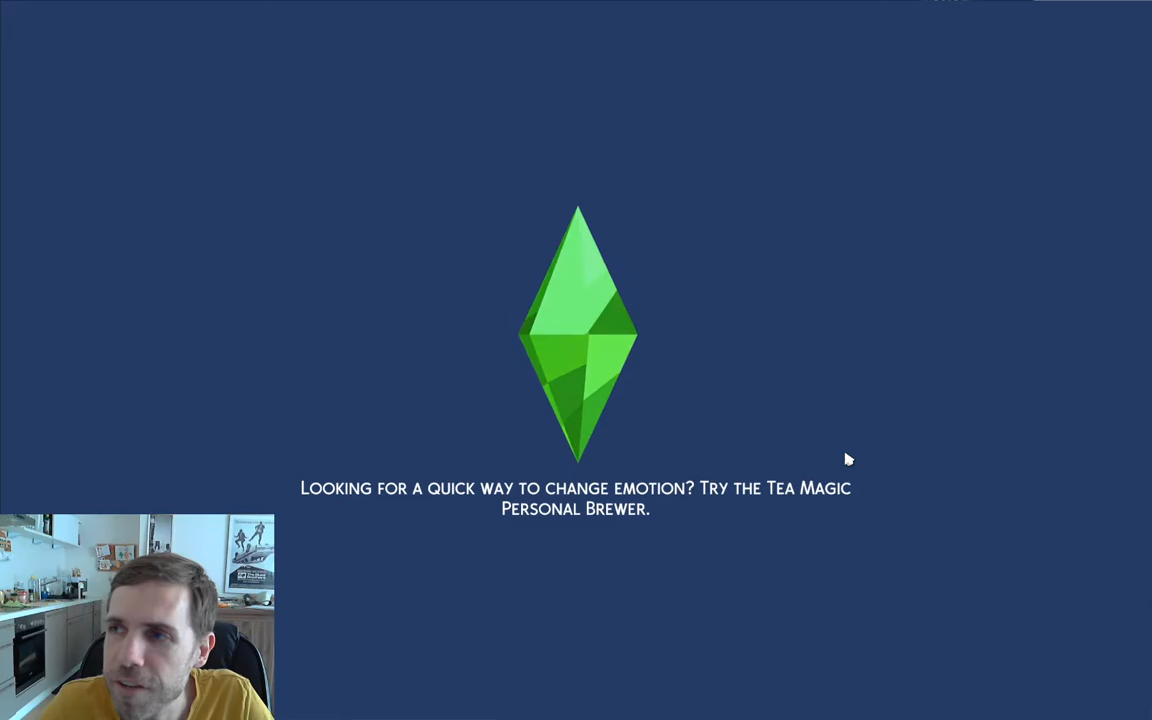 Looking for a quick way to change emotion? Try the Tea Magic
Personal Brewer.